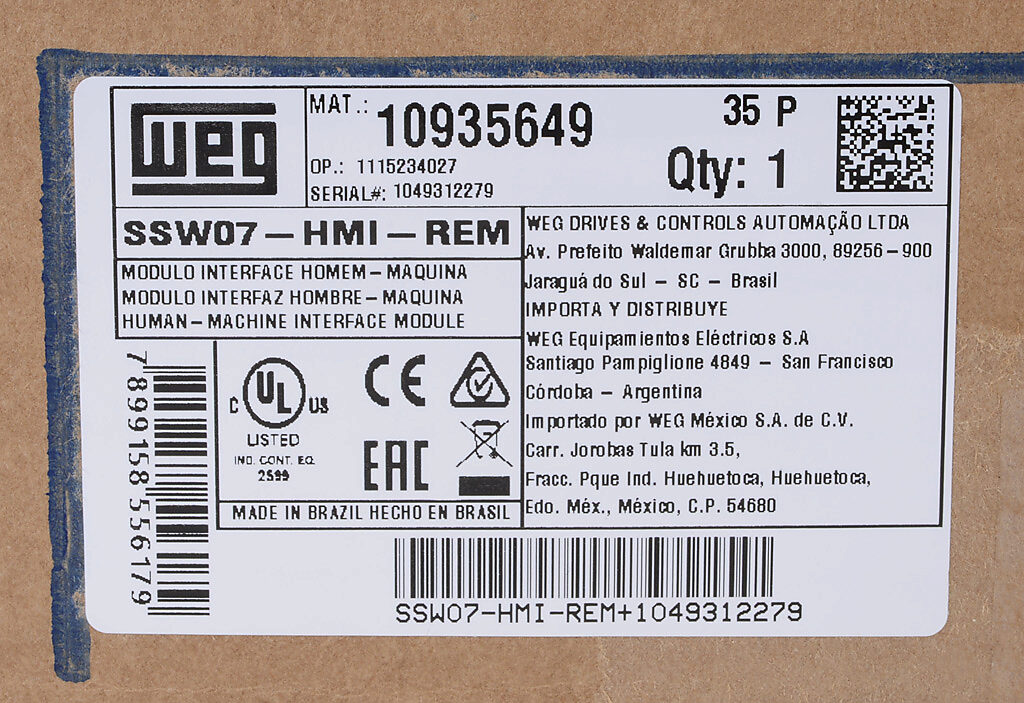 weg
MAT.: 10935649
35 P
OP.: 1115234027
Qty: 1
SERIAL#: 1049312279
SSW07-HMI-REM
MODULO INTERFACE HOMEM-MAQUINA
MODULO INTERFAZ HOMBRE-MAQUINA
HUMAN-MACHINE INTERFACE MODULE
WEG DRIVES & CONTROLS AUTOMAÇÃO LTDA
Av. Prefeito Waldemar Grubba 3000, 89256-900
Jaraguá do Sul - SC - Brasil
IMPORTA Y DISTRIBUYE
WEG Equipamientos Eléctricos S.A
Santiago Pampiglione 4849 - San Francisco
Córdoba - Argentina
Importado por WEG México S.A. de C.V.
Carr. Jorobas Tula km 3.5,
Fracc. Pque Ind. Huehuetoca, Huehuetoca,
Edo. Méx., México, C.P. 54680
7899158556179
C UL US
LISTED
IND. CONT. EQ.
2S99
CE
EAC
MADE IN BRAZIL HECHO EN BRASIL
SSW07-HMI-REM+1049312279